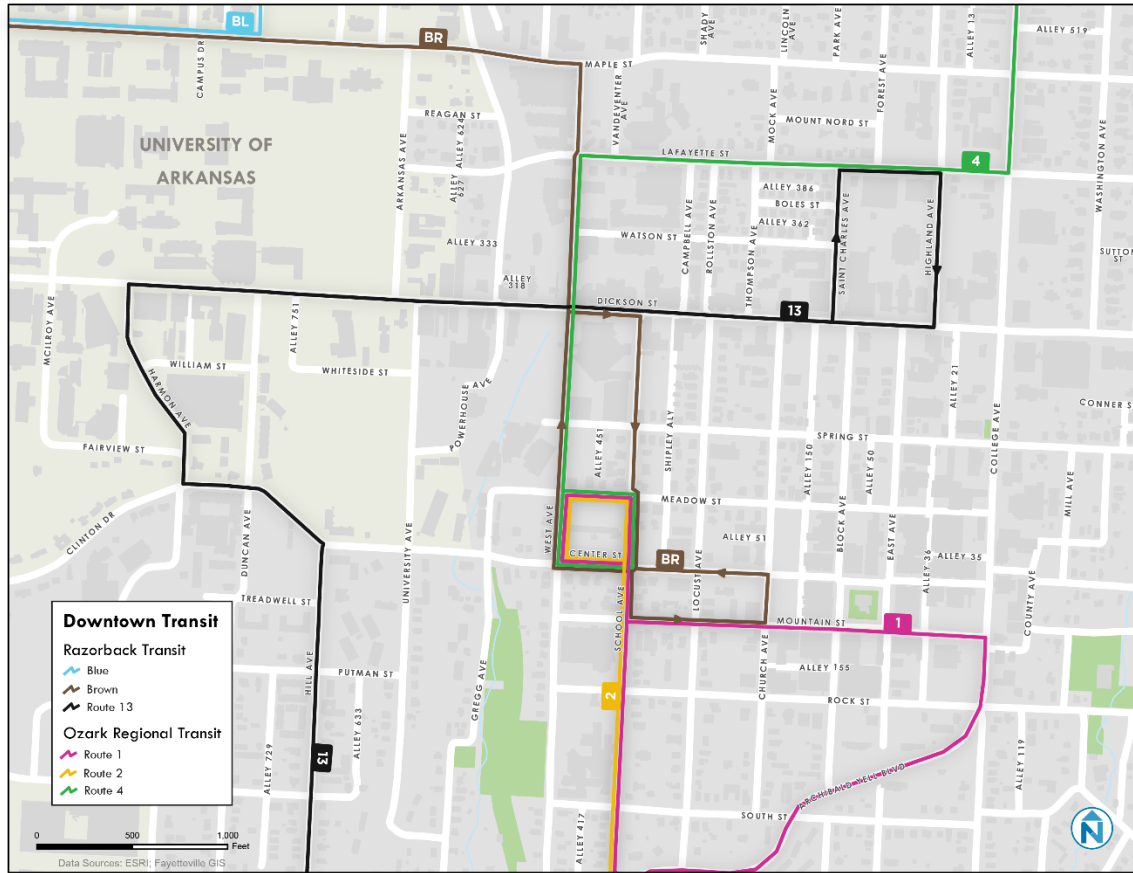 BL
BR
CAMPUS DR
MAPLE ST
SHADY
AVE
LINCOLN
AVE
PARK AVE
ALLEY 13
ALLEY 519
VANDEVENTER
AVE
MOCK AVE
FOREST AVE
MOUNT NORD ST
WASHINGTON AVE
REAGAN ST
ALLEY 624
ALLEY
627
ARKANSAS AVE
UNIVERSITY OF
ARKANSAS
LAFAYETTE ST
4
ALLEY 386
BOLES ST
ALLEY 362
WATSON ST
CAMPBELL AVE
ROLLSTON AVE
THOMPSON AVE
SAINT CHARLES AVE
HIGHLAND AVE
SUTTON
ST
ALLEY 333
ALLEY
318
DICKSON ST
13
MCILROY AVE
ALLEY 751
WILLIAM ST
WHITESIDE ST
HARMON AVE
FAIRVIEW ST
POWERHOUSE AVE
ALLEY 21
COLLEGE AVE
CONNER S
SPRING ST
ALLEY 451
SHIPLEY ALY
ALLEY 150
ALLEY 50
MILL AVE
MEADOW ST
CLINTON DR
DUNCAN AVE
UNIVERSITY AVE
WEST AVE
CENTER ST
BR
ALLEY 51
BLOCK AVE
EAST AVE
ALLEY 36
ALLEY 35
LOCUST AVE
COUNTY AVE
TREADWELL ST
SCHOOL AVE
MOUNTAIN ST
1
CHURCH AVE
ALLEY 155
ROCK ST
HILL AVE
PUTMAN ST
GREGG AVE
2
13
ALLEY 729
ALLEY 633
ALLEY 119
ARCHIBALD YELL BLVD
SOUTH ST
ALLEY 417
N
Downtown Transit
Razorback Transit
Blue
Brown
Route 13
Ozark Regional Transit
Route 1
Route 2
Route 4
0 500 1,000
Feet
Data Sources: ESRI; Fayetteville GIS